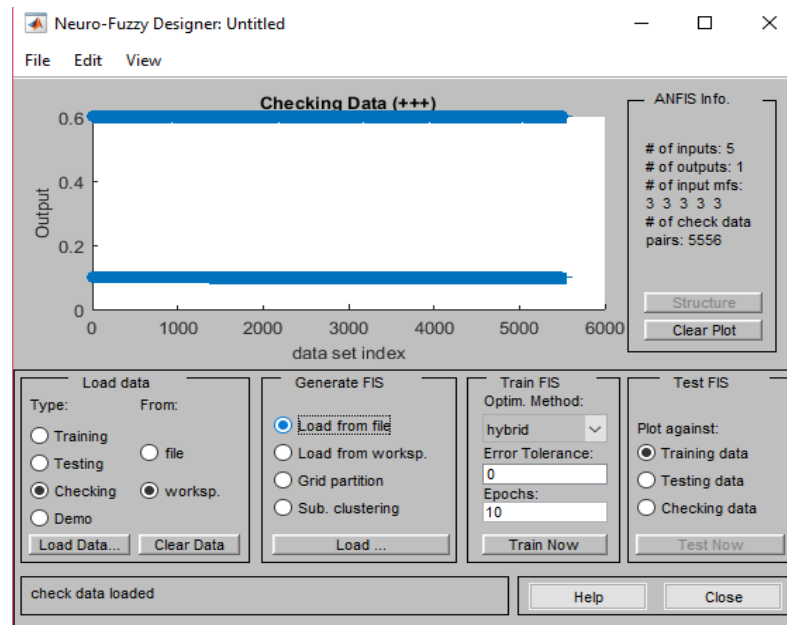 Neuro-Fuzzy Designer: Untitled
File Edit View
Checking Data (+++)
0.6
0.4
0.2
0
Output
0 1000 2000 3000 4000 5000 6000
data set index
ANFIS Info.
# of inputs: 5
# of outputs: 1
# of input mfs:
3 3 3 3 3
# of check data
pairs: 5556
Structure
Clear Plot
Load data
Type: From:
Training
Testing
Checking
Demo
file
worksp.
Load Data... Clear Data
Generate FIS
Load from file
Load from worksp.
Grid partition
Sub. clustering
Load ...
Train FIS
Optim. Method:
hybrid
Error Tolerance:
0
Epochs:
10
Train Now
Test FIS
Plot against:
Training data
Testing data
Checking data
Test Now
check data loaded
Help
Close